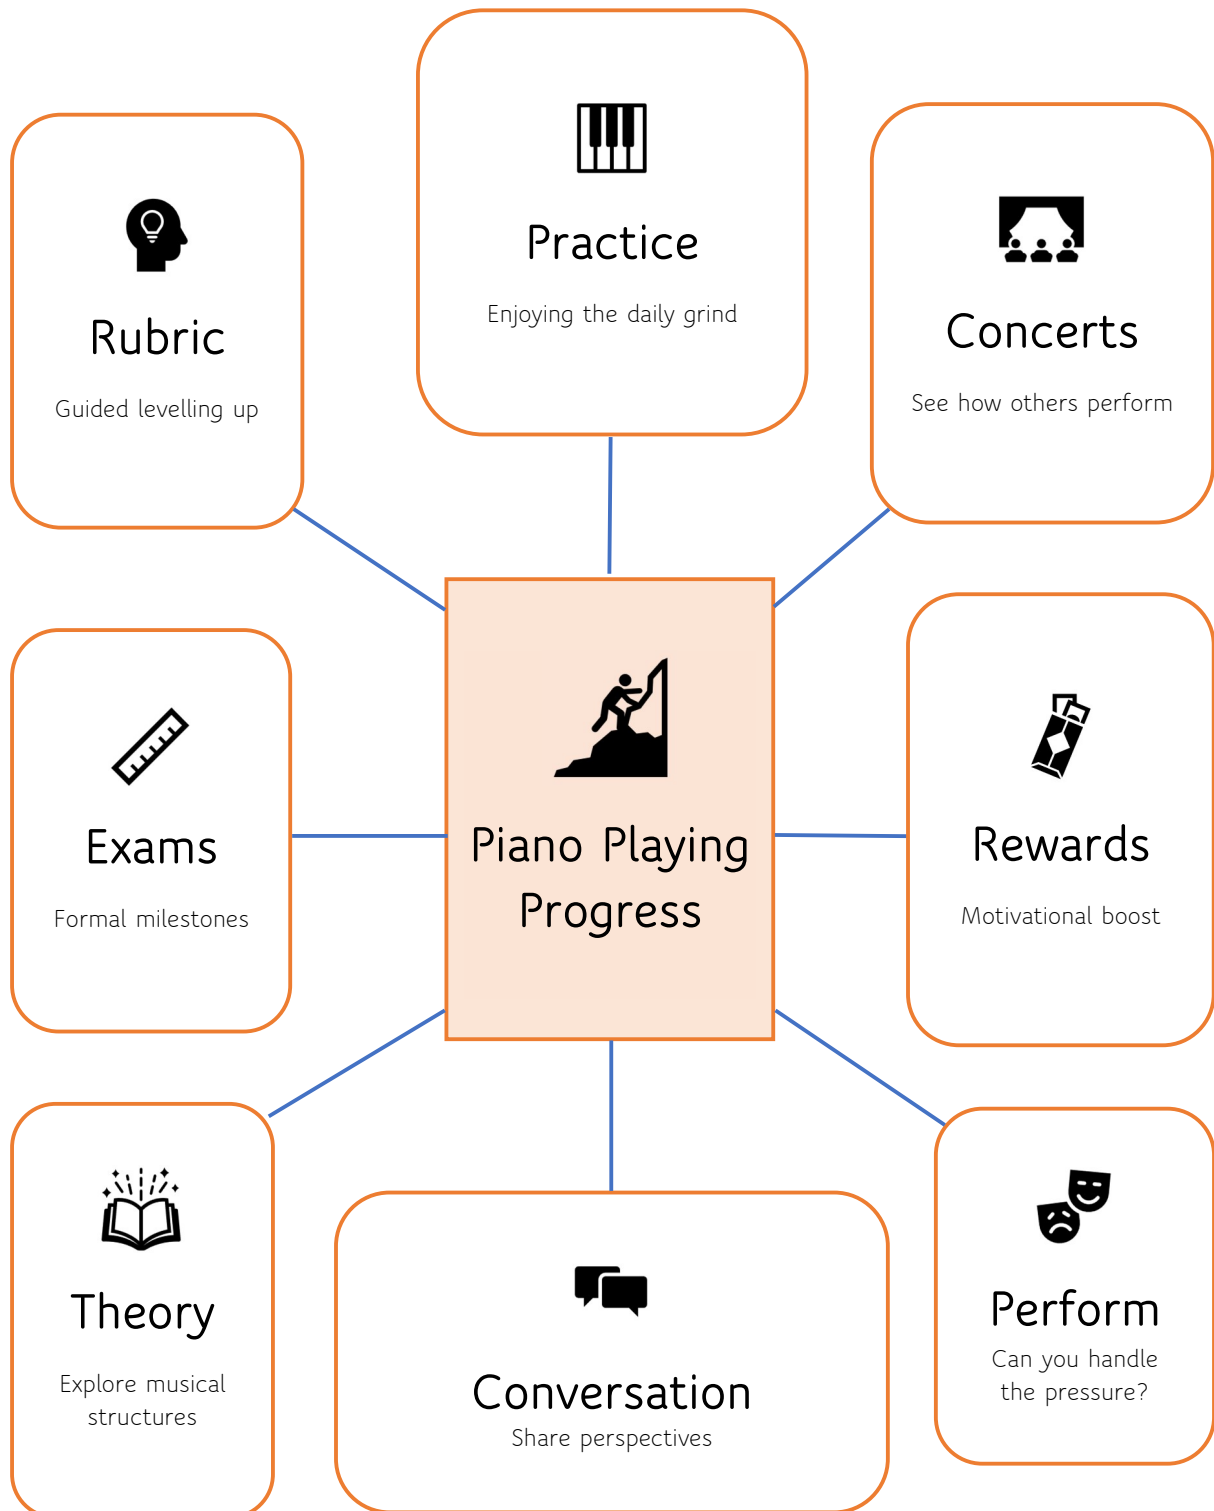 Practice
Enjoying the daily grind
Rubric
Guided levelling up
Concerts
See how others perform
Exams
Formal milestones
Piano Playing
Progress
Rewards
Motivational boost
Theory
Explore musical
structures
Conversation
Share perspectives
Perform
Can you handle
the pressure?